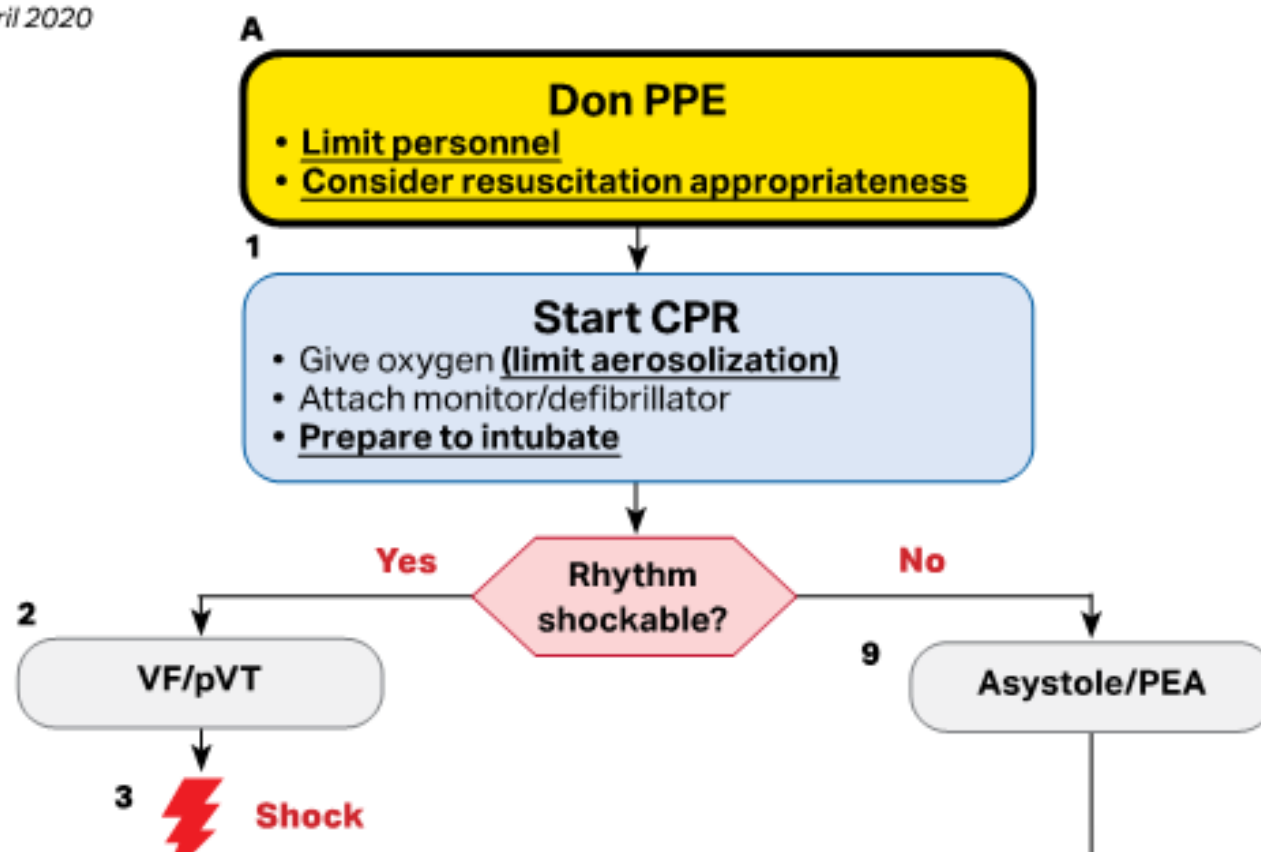 2020
A
Don PPE
• Limit personnel
• Consider resuscitation appropriateness
1
Start CPR
• Give oxygen (limit aerosolization)
• Attach monitor/defibrillator
• Prepare to intubate
Rhythm
shockable?
Yes
No
2
VF/pVT
9
Asystole/PEA
3
Shock